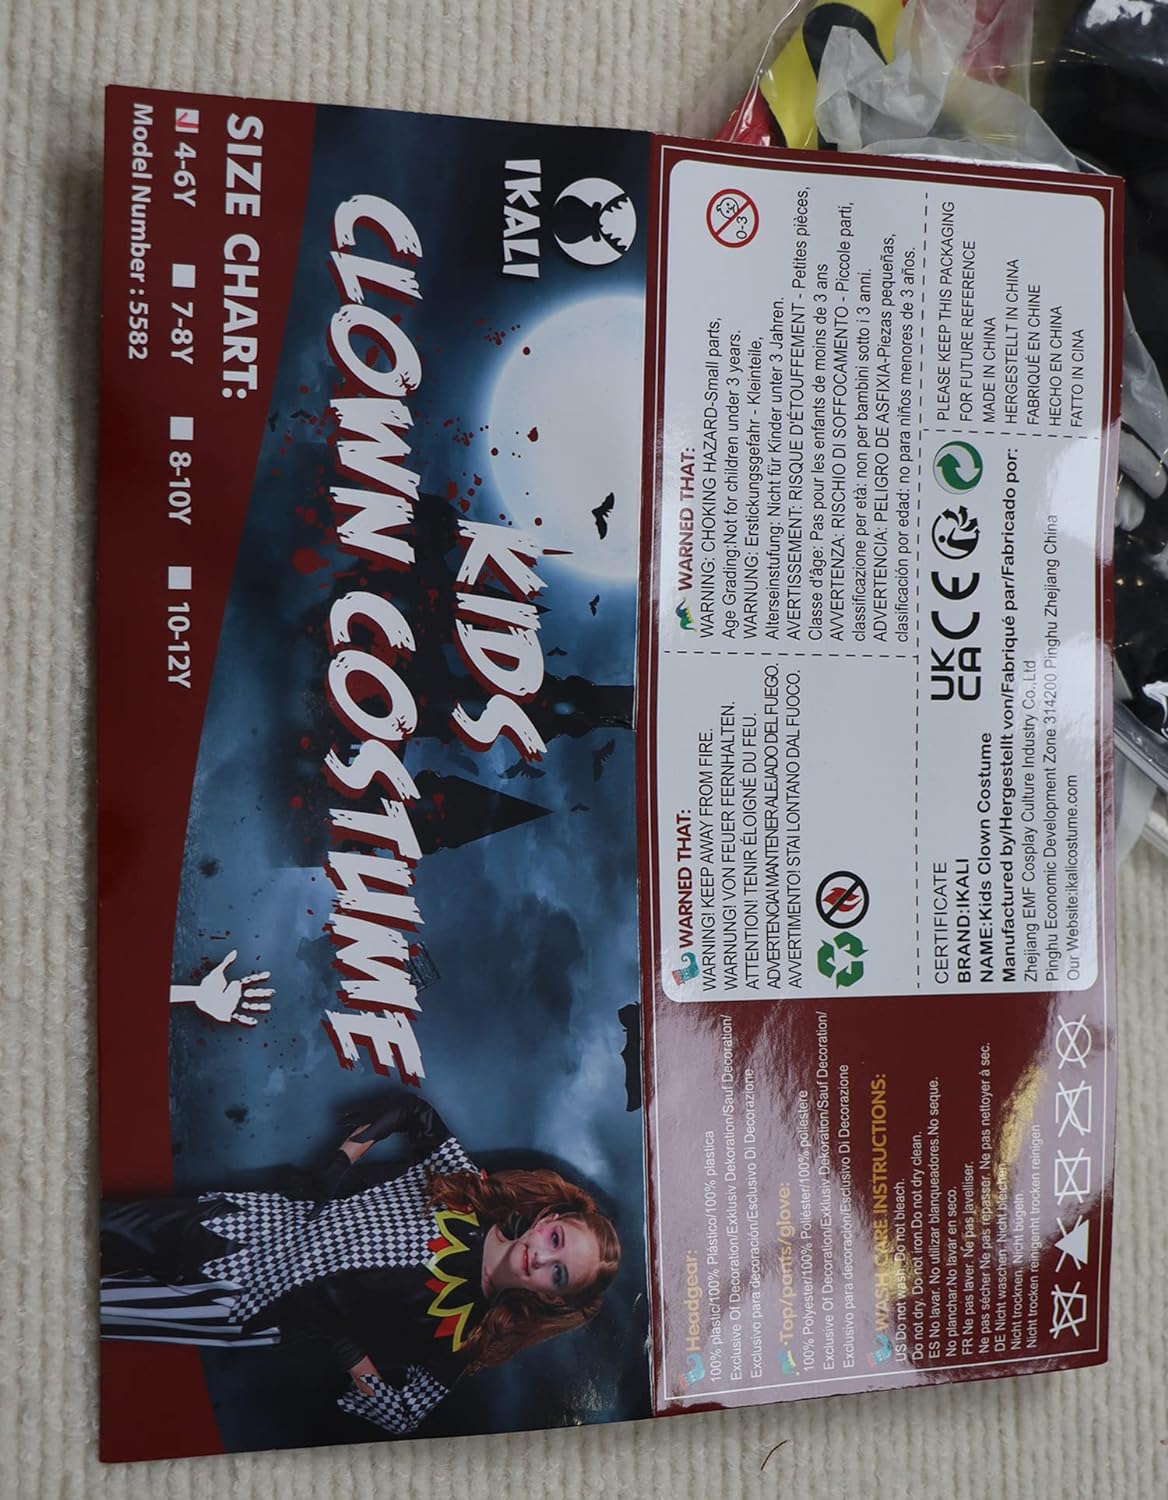 IKALI
KIDS
CLOWN COSTUME
SIZE CHART:
4-6Y
7-8Y
8-10Y
10-12Y
Model Number : 5582
WARNED THAT:
WARNING: CHOKING HAZARD-Small parts,
Age Grading:Not for children under 3 years.
WARNUNG: Erstickungsgefahr - Kleinteile,
Alterseinstufung: Nicht für Kinder unter 3 Jahren.
AVERTISSEMENT: RISQUE D'ÉTOUFFEMENT - Petites pièces,
Classe d'âge: Pas pour les enfants de moins de 3 ans
AVVERTENZA: RISCHIO DI SOFFOCAMENTO - Piccole parti,
classificazione per età: non per bambini sotto i 3 anni.
ADVERTENCIA: PELIGRO DE ASFIXIA-Piezas pequeñas,
clasificación por edad: no para niños menores de 3 años.
0-3
WARNED THAT:
WARNING! KEEP AWAY FROM FIRE.
WARNUNG! VON FEUER FERNHALTEN.
ATTENTION! TENIR ÉLOIGNÉ DU FEU.
ADVERTENCIA!MANTENERALEJADO DELFUEGO.
AVVERTIMENTO! STAI LONTANO DAL FUOCO.
PLEASE KEEP THIS PACKAGING
FOR FUTURE REFERENCE
MADE IN CHINA
HERGESTELLT IN CHINA
FABRIQUÉ EN CHINE
HECHO EN CHINA
FATTO IN CINA
UK
CA
CE
CERTIFICATE
BRAND:IKALI
NAME:Kids Clown Costume
Manufactured by/Hergestellt von/Fabriqué par/Fabricado por:
Zhejiang EMF Cosplay Culture Industry Co., Ltd
Pinghu Economic Development Zone 314200 Pinghu Zhejiang China
Our Website:ikalicostume.com
Headgear:
100% plastic/100% Plástico/100% plastica
Exclusive Of Decoration/Exklusiv Dekoration/Sauf Decoration/
Exclusivo para decoración/Esclusivo Di Decorazione
Top/pants/glove:
100% Polyester/100% Poliéster/100% poliestere
Exclusive Of Decoration/Exklusiv Dekoration/Sauf Decoration/
Exclusivo para decoración/Esclusivo Di Decorazione
WASH CARE INSTRUCTIONS:
US Do not wash. Do not bleach.
Do not dry. Do not iron.Do not dry clean.
ES No lavar. No utilizar blanqueadores.No seque.
No planchar.No lavar en seco.
FR Ne pas laver. Ne pas javelliser.
Ne pas sécher Ne pas repasser. Ne pas nettoyer à sec.
DE Nicht waschen. Nicht bleichen
Nicht trocknen. Nicht bügeln
Nicht trocken reinigenicht trocken reinigen